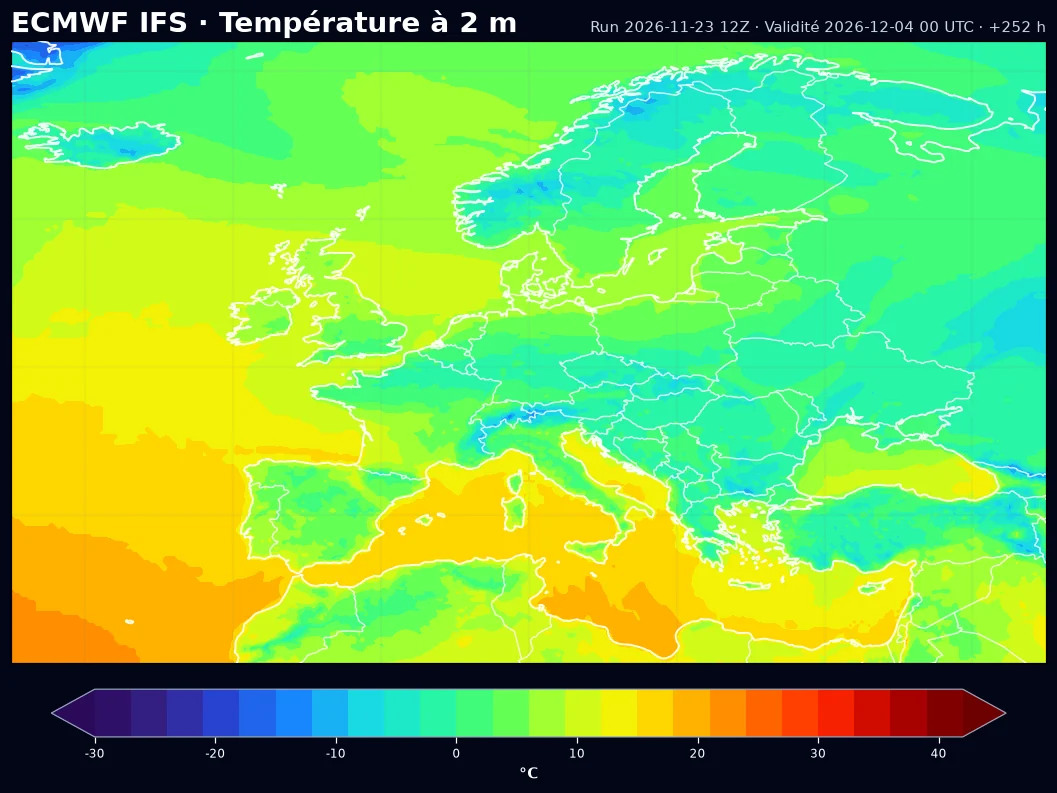 ECMWF IFS · Température à 2 m
Run 2026-11-23 12Z · Validité 2026-12-04 00 UTC · +252 h
-30 -20 -10 0 10 20 30 40
°C